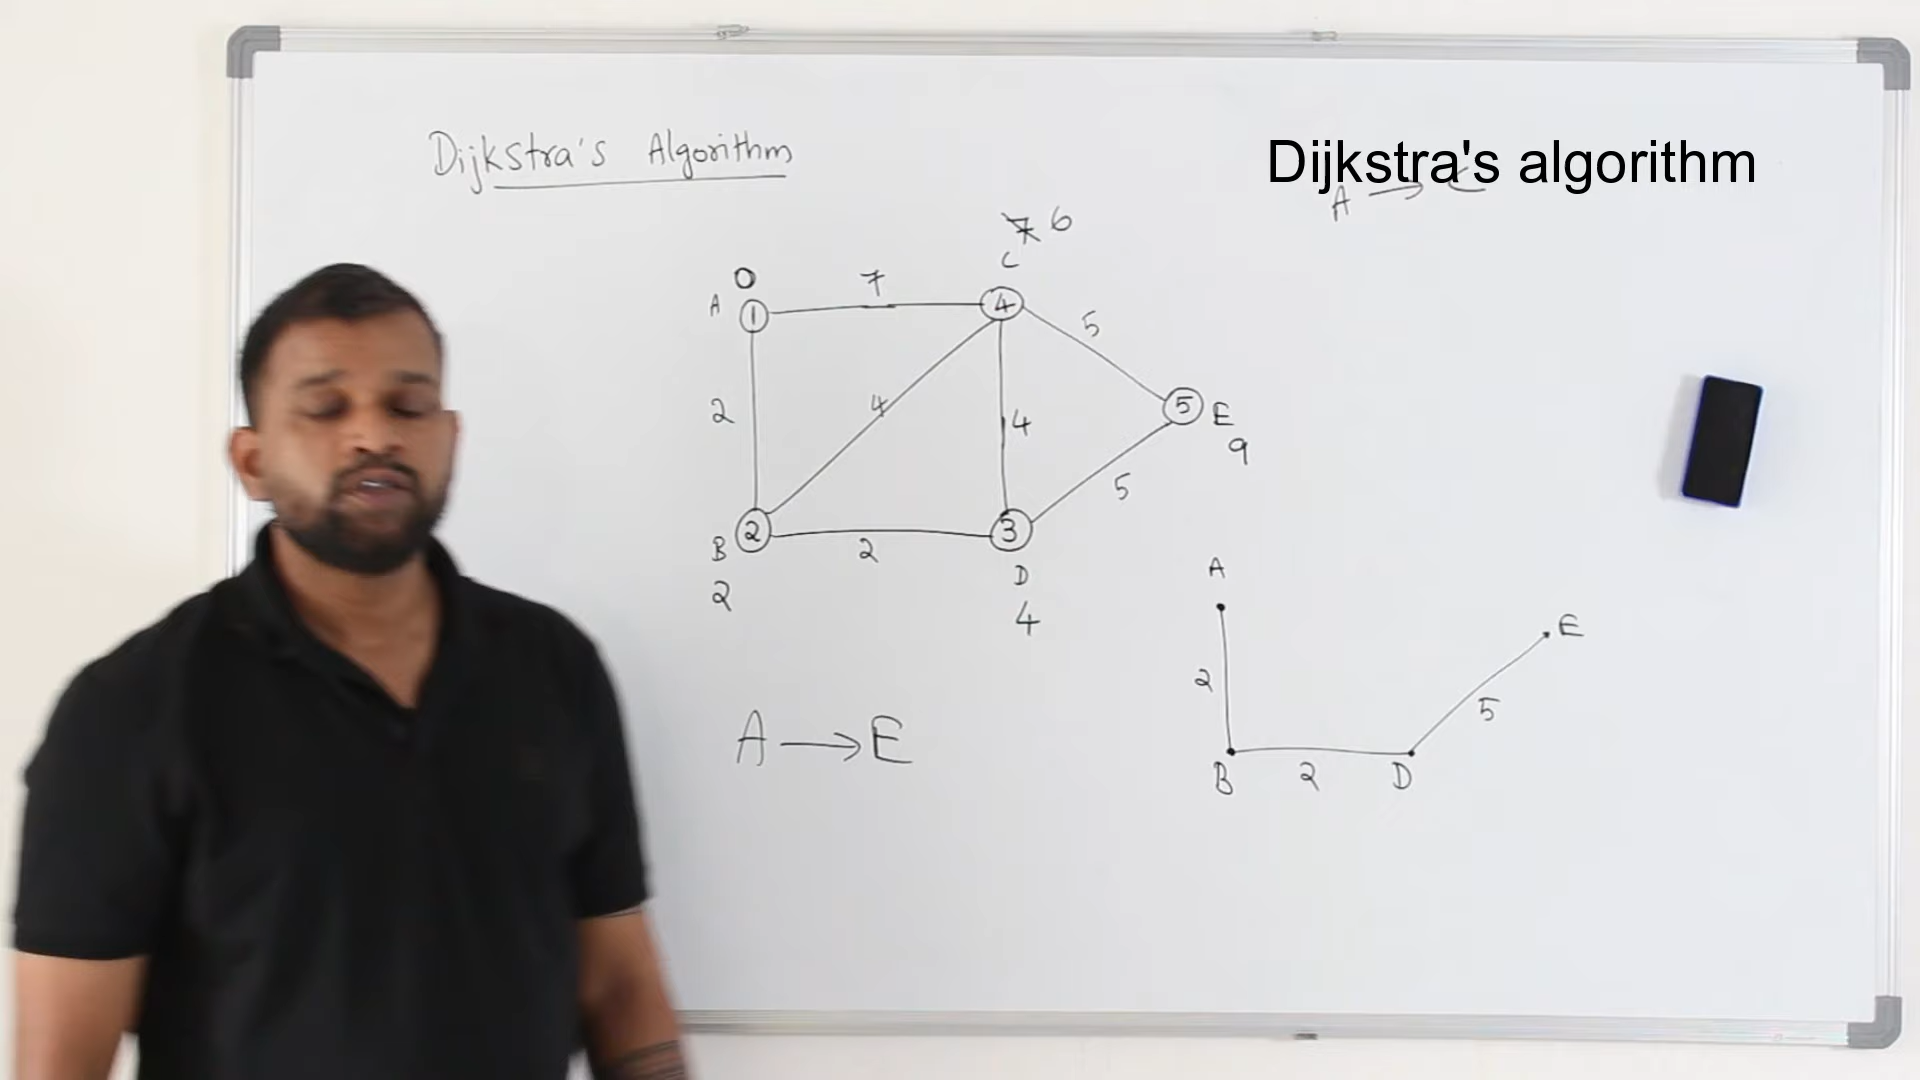 Dijkstra's Algorithm
Dijkstra's algorithm
A → E
7 6
C
0
A 1 7 4
5
2 4 4 5 E
9
5
B 2 2 3
2 D
4
A → E
A
E
2
5
B 2 D